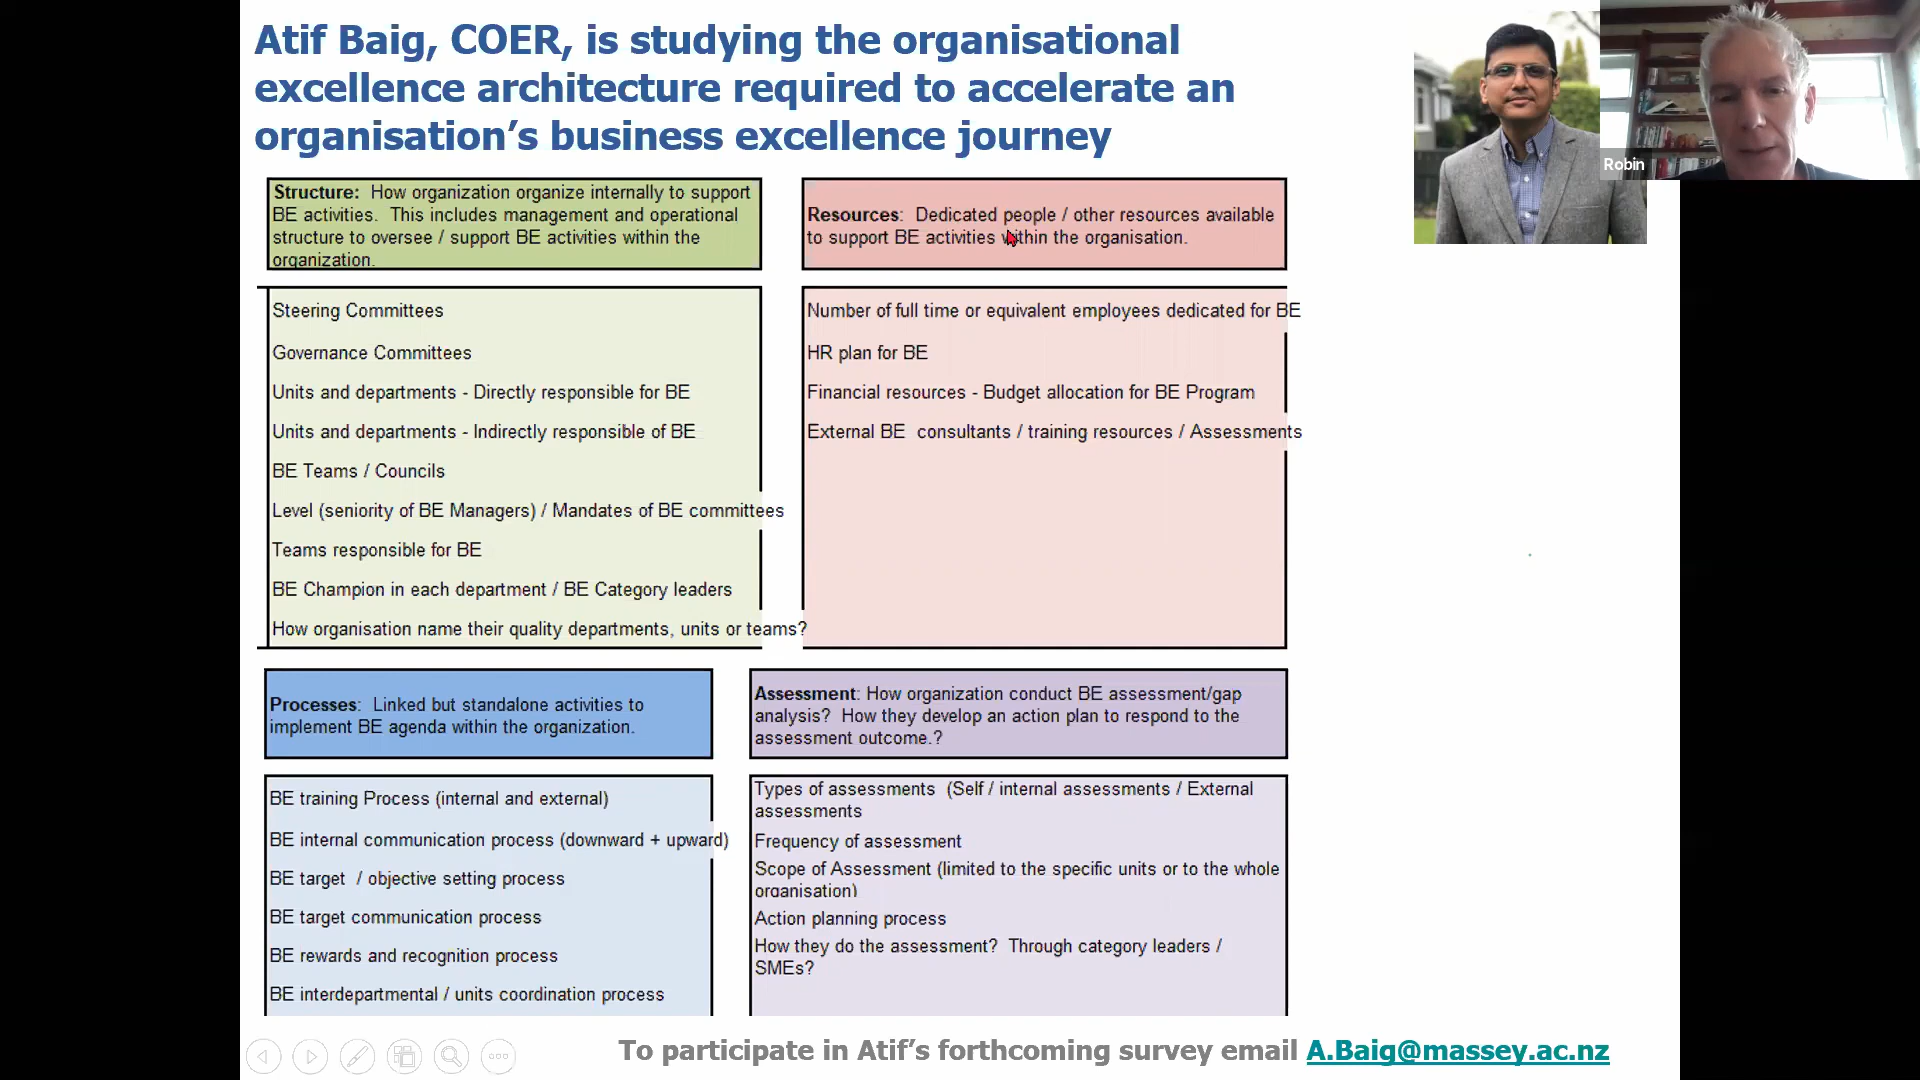 Atif Baig, COER, is studying the organisational
excellence architecture required to accelerate an
organisation’s business excellence journey
Robin
Structure: How organization organize internally to support
BE activities. This includes management and operational
structure to oversee / support BE activities within the
organization.
Resources: Dedicated people / other resources available
to support BE activities within the organisation.
Steering Committees
Governance Committees
Units and departments - Directly responsible for BE
Units and departments - Indirectly responsible of BE
BE Teams / Councils
Level (seniority of BE Managers) / Mandates of BE committees
Teams responsible for BE
BE Champion in each department / BE Category leaders
How organisation name their quality departments, units or teams?
Number of full time or equivalent employees dedicated for BE
HR plan for BE
Financial resources - Budget allocation for BE Program
External BE consultants / training resources / Assessments
Processes: Linked but standalone activities to
implement BE agenda within the organization.
Assessment: How organization conduct BE assessment/gap
analysis? How they develop an action plan to respond to the
assessment outcome.?
BE training Process (internal and external)
BE internal communication process (downward + upward)
BE target / objective setting process
BE target communication process
BE rewards and recognition process
BE interdepartmental / units coordination process
Types of assessments (Self / internal assessments / External
assessments
Frequency of assessment
Scope of Assessment (limited to the specific units or to the whole
organisation)
Action planning process
How they do the assessment? Through category leaders /
SMEs?
To participate in Atif’s forthcoming survey email A.Baig@massey.ac.nz